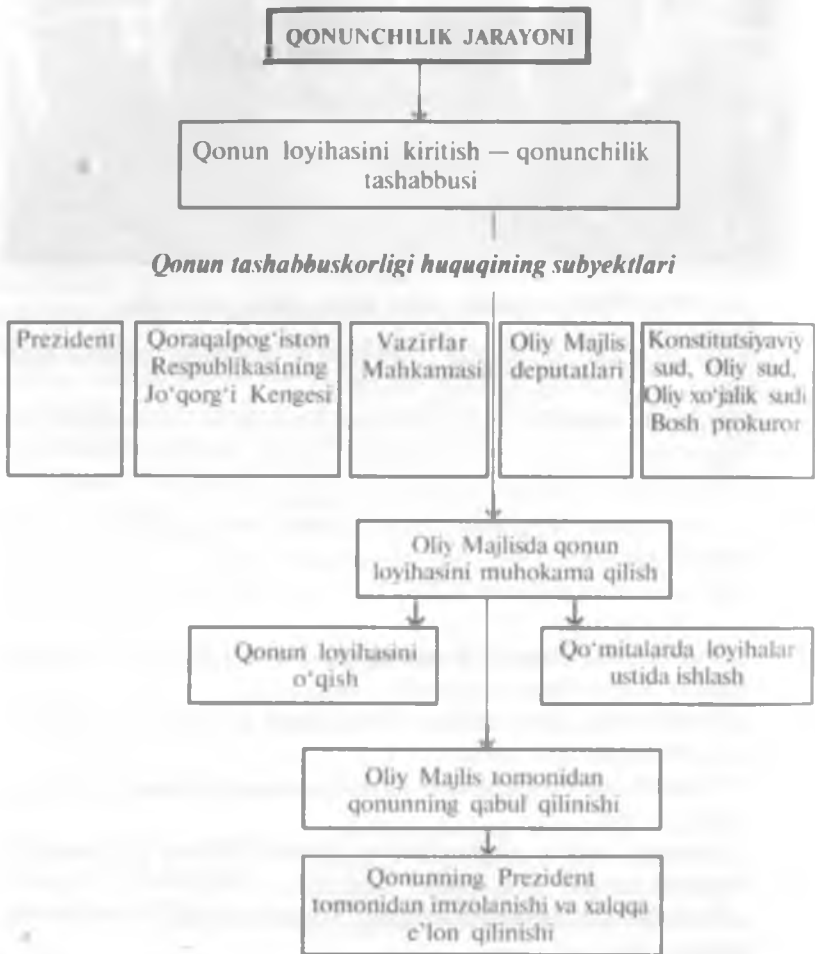 QONUNCHILIK JARAYONI
Qonun loyihasini kiritish — qonunchilik
tashabbusi
Qonun tashabbuskorligi huquqining subyektlari
Prezident
Qoraqalpog‘iston
Respublikasining
Jo‘qorg‘i Kengesi
Vazirlar
Mahkamasi
Oliy Majlis
deputatlari
Konstitutsiyaviy
sud, Oliy sud,
Oliy xo‘jalik sudi
Bosh prokuror
Oliy Majlisda qonun
loyihasini muhokama qilish
Qonun loyihasini
o‘qish
Qo‘mitalarda loyihalar
ustida ishlash
Oliy Majlis tomonidan
qonunning qabul qilinishi
Qonunning Prezident
tomonidan imzolanishi va xalqqa
e’lon qilinishi